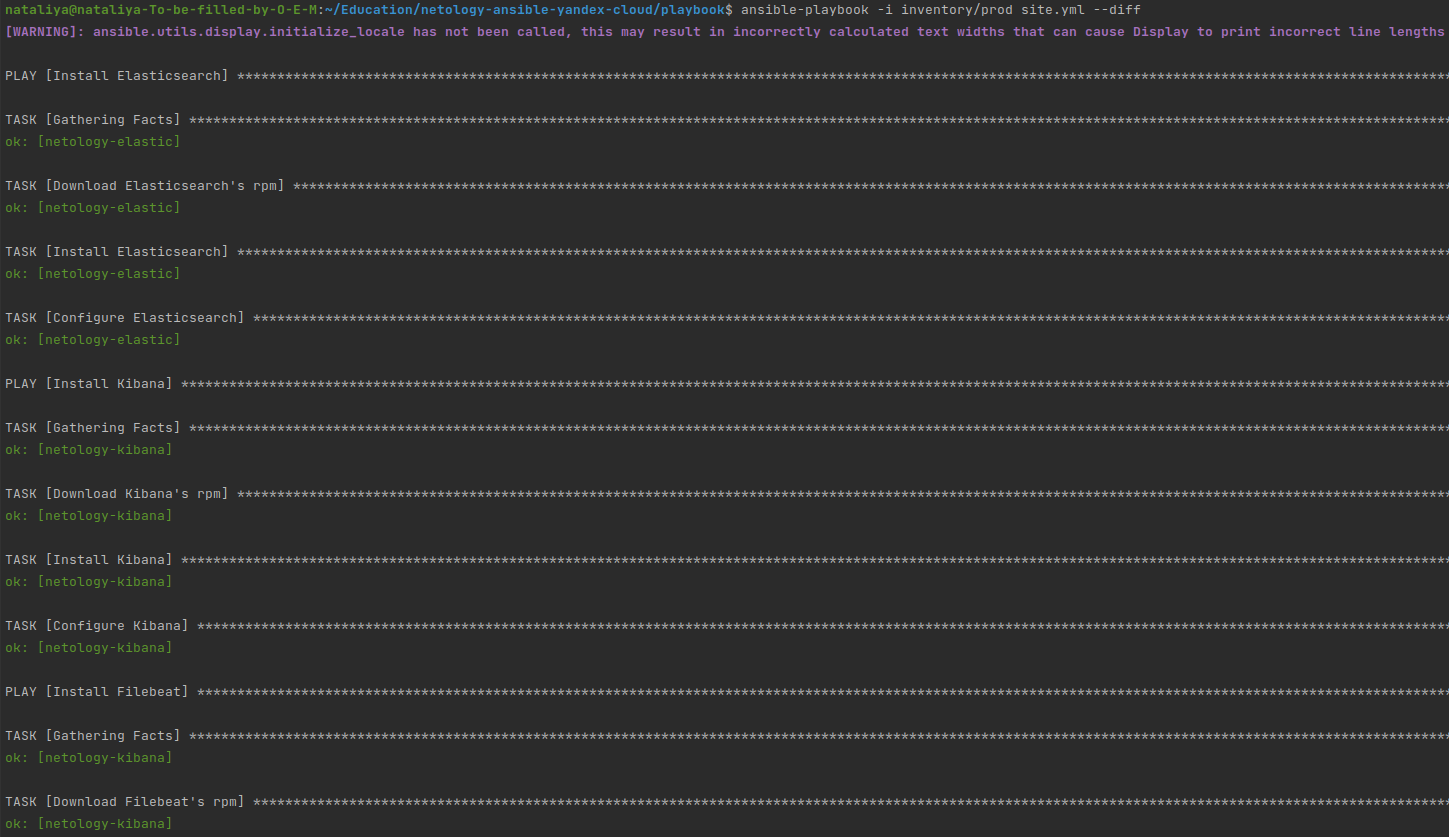 nataliya@nataliya-To-be-filled-by-O-E-M:~/Education/netology-ansible-yandex-cloud/playbook$ ansible-playbook -i inventory/prod site.yml --diff
[WARNING]: ansible.utils.display.initialize_locale has not been called, this may result in incorrectly calculated text widths that can cause Display to print incorrect line lengths
PLAY [Install Elasticsearch] ********************************************************************************************************************************************************
TASK [Gathering Facts] **************************************************************************************************************************************************************
ok: [netology-elastic]
TASK [Download Elasticsearch's rpm] *************************************************************************************************************************************************
ok: [netology-elastic]
TASK [Install Elasticsearch] ********************************************************************************************************************************************************
ok: [netology-elastic]
TASK [Configure Elasticsearch] ******************************************************************************************************************************************************
ok: [netology-elastic]
PLAY [Install Kibana] ***************************************************************************************************************************************************************
TASK [Gathering Facts] **************************************************************************************************************************************************************
ok: [netology-kibana]
TASK [Download Kibana's rpm] ********************************************************************************************************************************************************
ok: [netology-kibana]
TASK [Install Kibana] ***************************************************************************************************************************************************************
ok: [netology-kibana]
TASK [Configure Kibana] *************************************************************************************************************************************************************
ok: [netology-kibana]
PLAY [Install Filebeat] *************************************************************************************************************************************************************
TASK [Gathering Facts] **************************************************************************************************************************************************************
ok: [netology-kibana]
TASK [Download Filebeat's rpm] ******************************************************************************************************************************************************
ok: [netology-kibana]